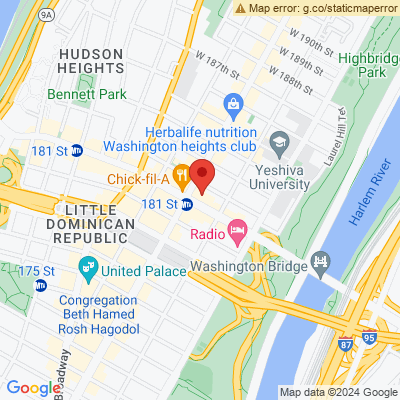 Map error: g.co/staticmaperror
9A
W 190th St
W 189th St
W 188th St
W 187th St
HUDSON
HEIGHTS
Highbridge
Park
Bennett Park
Laurel Hill Ter
Herbalife nutrition
Washington heights club
181 St
Yeshiva
University
Chick-fil-A
Harlem River
181 St
LITTLE
DOMINICAN
REPUBLIC
Radio
Washington Bridge
175 St
United Palace
Congregation
Beth Hamed
Rosh Hagodol
87
95
Broadway
Google
Map data ©2024 Google